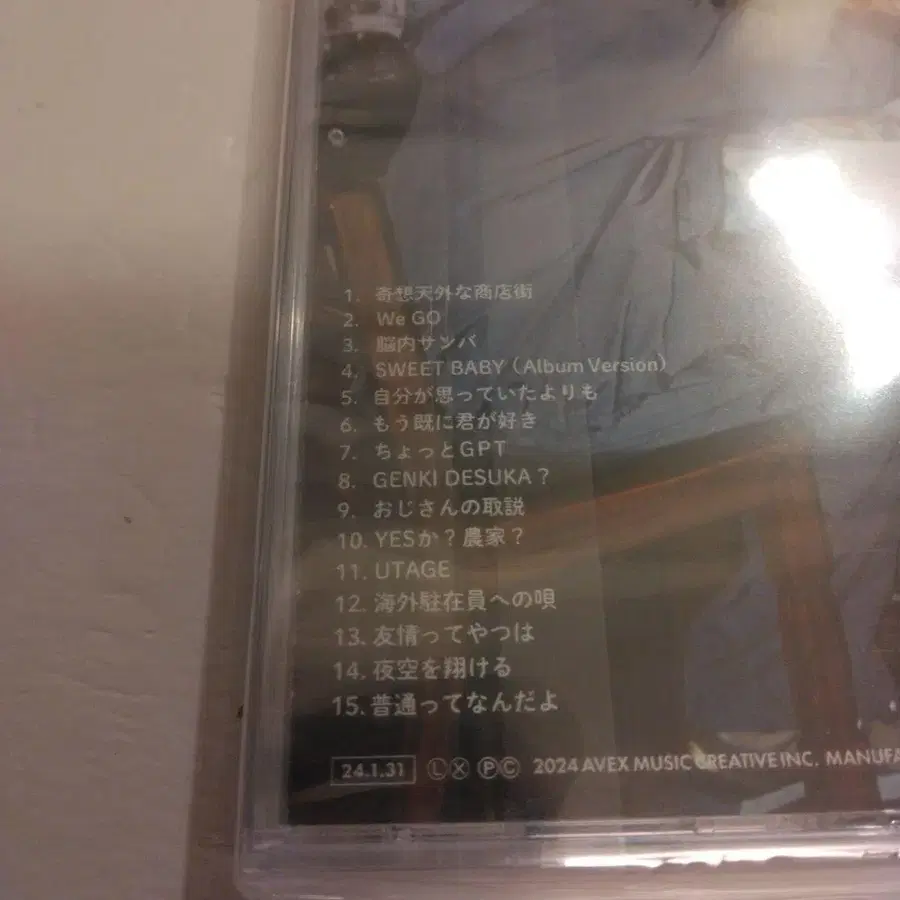 1. 奇想天外な商店街
2. We GO
3. 脳内サンバ
4. SWEET BABY (Album Version)
5. 自分が思っていたよりも
6. もう既に君が好き
7. ちょっとGPT
8. GENKI DESUKA？
9. おじさんの取説
10. YESか？農家？
11. UTAGE
12. 海外駐在員への唄
13. 友情ってやつは
14. 夜空を翔ける
15. 普通ってなんだよ
24.1.31 Ⓛ Ⓧ Ⓟ Ⓒ 2024 AVEX MUSIC CREATIVE INC. MANUFA